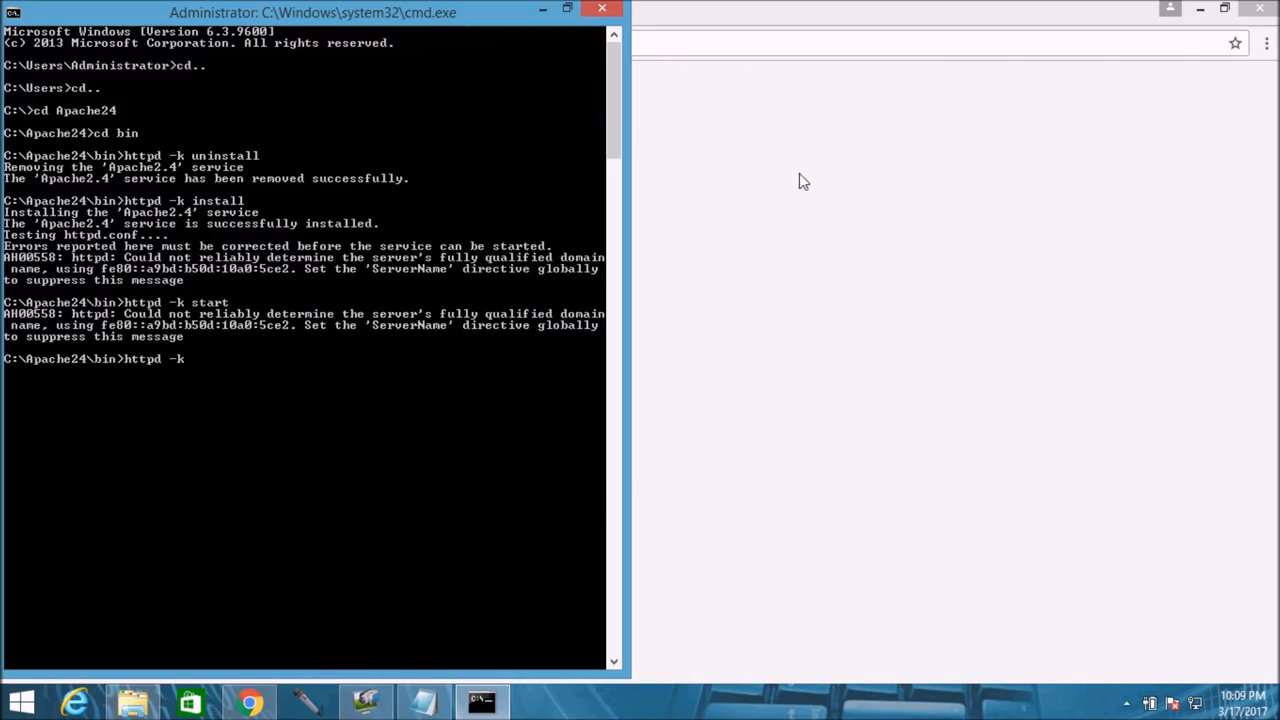 Administrator: C:\Windows\system32\cmd.exe
Microsoft Windows [Version 6.3.9600]
(c) 2013 Microsoft Corporation. All rights reserved.
C:\Users\Administrator>cd..
C:\Users>cd..
C:\>cd Apache24
C:\Apache24>cd bin
C:\Apache24\bin>httpd -k uninstall
Removing the 'Apache2.4' service
The 'Apache2.4' service has been removed successfully.
C:\Apache24\bin>httpd -k install
Installing the 'Apache2.4' service
The 'Apache2.4' service is successfully installed.
Testing httpd.conf....
Errors reported here must be corrected before the service can be started.
AH00558: httpd: Could not reliably determine the server's fully qualified domain
name, using fe80::a9bd:b50d:10a0:5ce2. Set the 'ServerName' directive globally
to suppress this message
C:\Apache24\bin>httpd -k start
AH00558: httpd: Could not reliably determine the server's fully qualified domain
name, using fe80::a9bd:b50d:10a0:5ce2. Set the 'ServerName' directive globally
to suppress this message
C:\Apache24\bin>httpd -k
10:09 PM
3/17/2017